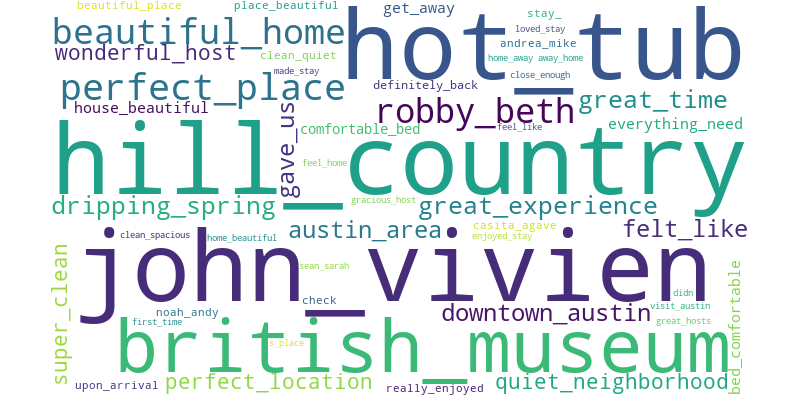 beautiful_place
place_beautiful
get_away
stay_
hot_tub
beautiful_home
loved_stay
wonderful_host
clean_quiet
andrea_mike
home_away away_home
made_stay
close_enough
perfect_place
definitely_back
great_time
house_beautiful
robby_beth
gave_us
comfortable_bed
feel_like
everything_need
hill_country
feel_home
dripping_spring
gracious_host
great_experience
austin_area
casita_agave
felt_like
clean_spacious
home_beautiful
enjoyed_stay
john_vivien
super_clean
sean_sarah
bed_comfortable
didn
check
noah_andy
downtown_austin
visit_austin
first_time
great_hosts
british_museum
s_place
upon_arrival
perfect_location
really_enjoyed
quiet_neighborhood